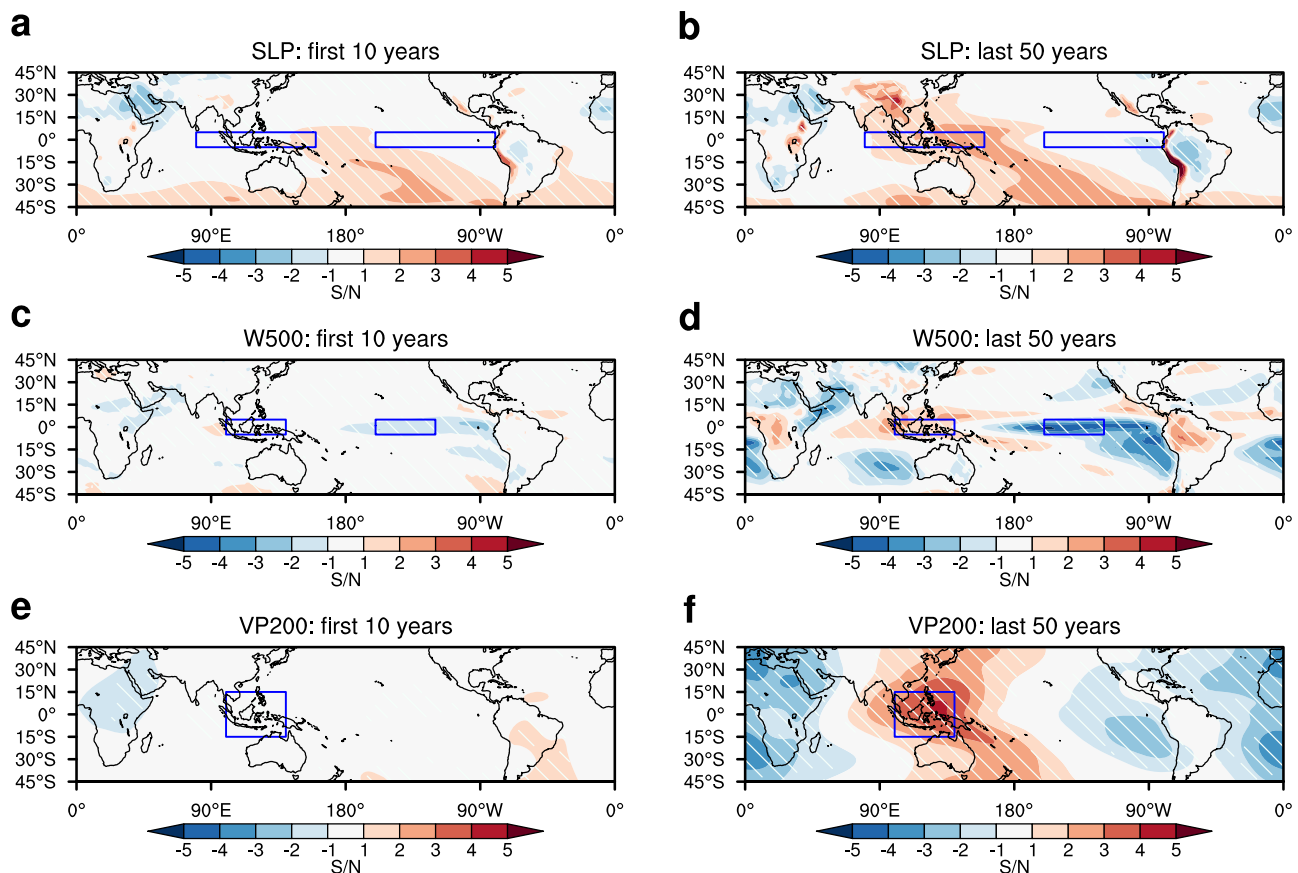 a
SLP: first 10 years
45°N
30°N
15°N
0°
15°S
30°S
45°S
0° 90°E 180° 90°W 0°
-5 -4 -3 -2 -1 1 2 3 4 5
S/N
b
SLP: last 50 years
45°N
30°N
15°N
0°
15°S
30°S
45°S
0° 90°E 180° 90°W 0°
-5 -4 -3 -2 -1 1 2 3 4 5
S/N
c
W500: first 10 years
45°N
30°N
15°N
0°
15°S
30°S
45°S
0° 90°E 180° 90°W 0°
-5 -4 -3 -2 -1 1 2 3 4 5
S/N
d
W500: last 50 years
45°N
30°N
15°N
0°
15°S
30°S
45°S
0° 90°E 180° 90°W 0°
-5 -4 -3 -2 -1 1 2 3 4 5
S/N
e
VP200: first 10 years
45°N
30°N
15°N
0°
15°S
30°S
45°S
0° 90°E 180° 90°W 0°
-5 -4 -3 -2 -1 1 2 3 4 5
S/N
f
VP200: last 50 years
45°N
30°N
15°N
0°
15°S
30°S
45°S
0° 90°E 180° 90°W 0°
-5 -4 -3 -2 -1 1 2 3 4 5
S/N